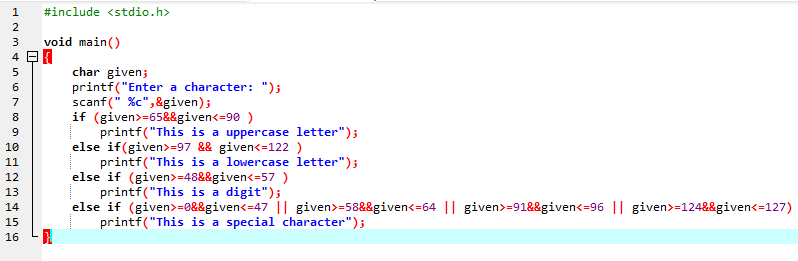 1 #include <stdio.h>
2
3 void main()
4 {
5 char given;
6 printf("Enter a character: ");
7 scanf(" %c",&given);
8 if (given>=65&&given<=90 )
9 printf("This is a uppercase letter");
10 else if(given>=97 && given<=122 )
11 printf("This is a lowercase letter");
12 else if (given>=48&&given<=57 )
13 printf("This is a digit");
14 else if (given>=0&&given<=47 || given>=58&&given<=64 || given>=91&&given<=96 || given>=124&&given<=127)
15 printf("This is a special character");
16 }